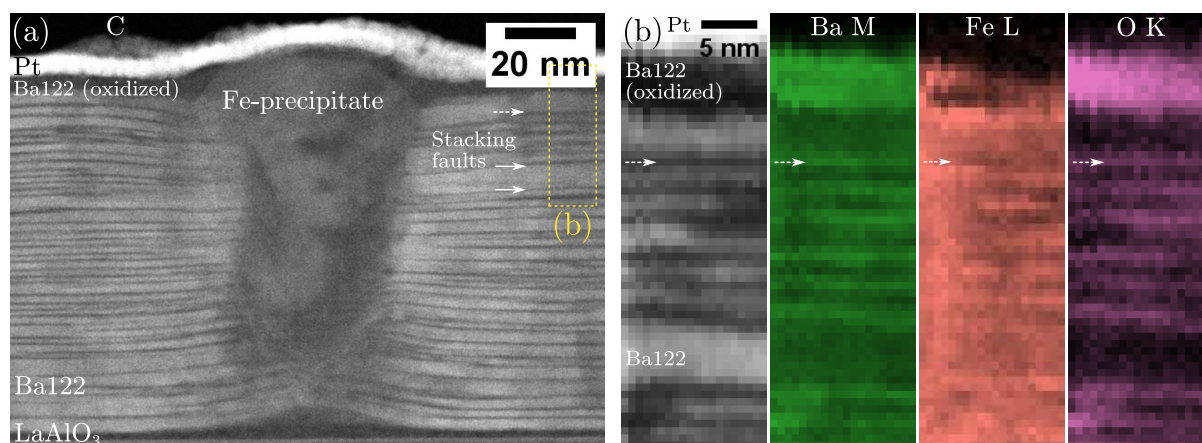 (a)
C
Pt
Ba122 (oxidized)
Fe-precipitate
20 nm
Stacking
faults
(b)
Ba122
LaAlO₃
(b)
Pt
5 nm
Ba122
(oxidized)
Ba122
Ba M
Fe L
O K